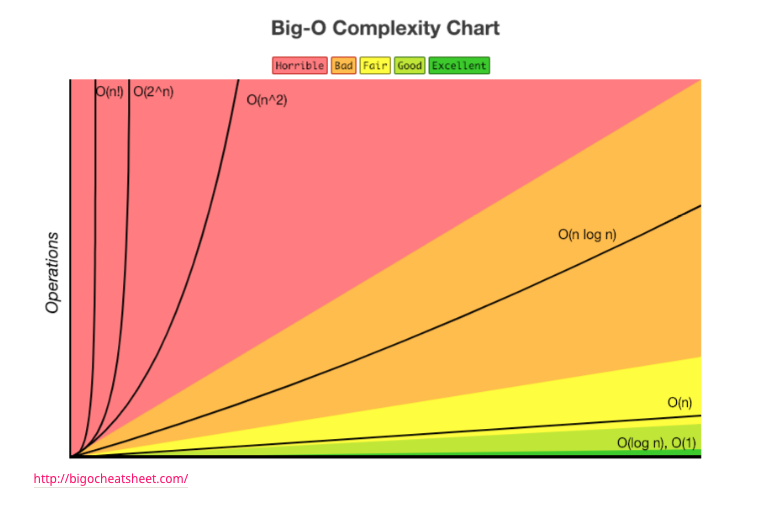 Big-O Complexity Chart
Horrible Bad Fair Good Excellent
O(n!) O(2^n)
O(n^2)
O(n log n)
Operations
O(n)
O(log n), O(1)
http://bigocheatsheet.com/